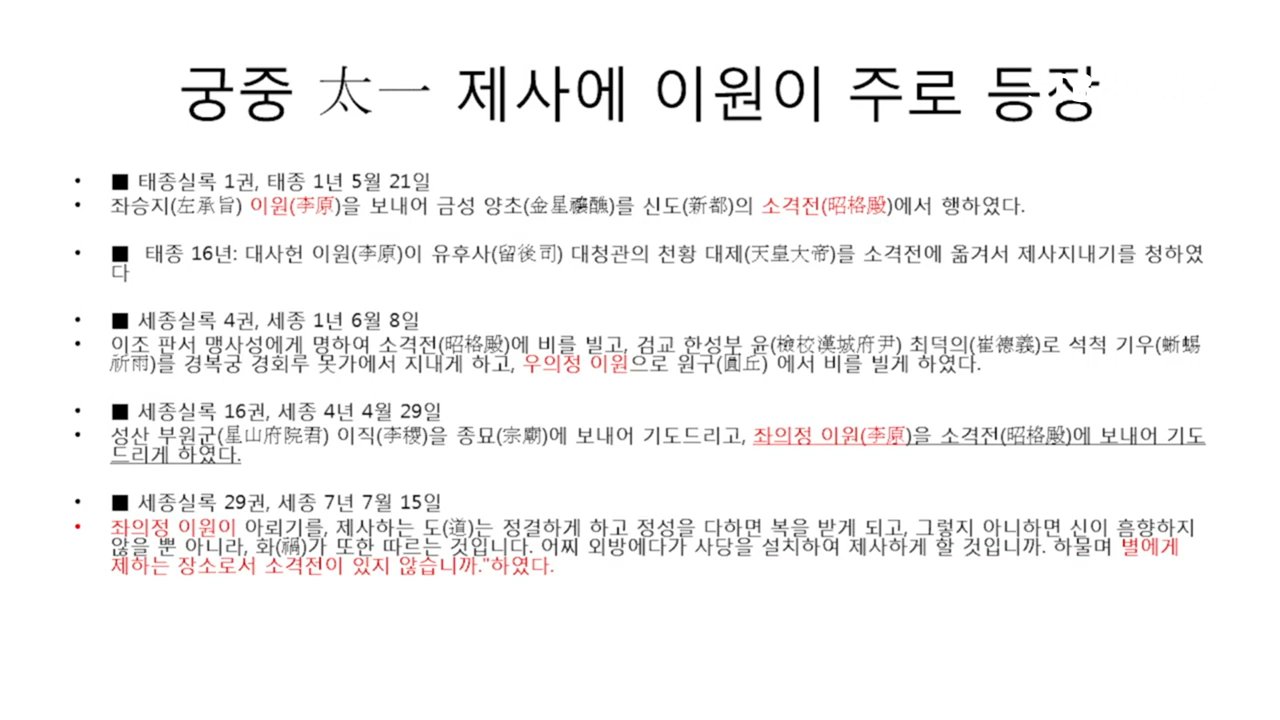 궁중 太一 제사에 이원이 주로 등장
• ■ 태종실록 1권, 태종 1년 5월 21일
• 좌승지(左承旨) 이원(李原)을 보내어 금성 양초(金星禳醮)를 신도(新都)의 소격전(昭格殿)에서 행하였다.
• ■ 태종 16년: 대사헌 이원(李原)이 유후사(留後司) 대청관의 천황 대제(天皇大帝)를 소격전에 옮겨서 제사지내기를 청하였
다
• ■ 세종실록 4권, 세종 1년 6월 8일
• 이조 판서 맹사성에게 명하여 소격전(昭格殿)에 비를 빌고, 검교 한성부 윤(檢校漢城府尹) 최덕의(崔德義)로 석척 기우(蜥蜴
祈雨)를 경복궁 경회루 못가에서 지내게 하고, 우의정 이원으로 원구(圓丘) 에서 비를 빌게 하였다.
• ■ 세종실록 16권, 세종 4년 4월 29일
• 성산 부원군(星山府院君) 이직(李稷)을 종묘(宗廟)에 보내어 기도드리고, 좌의정 이원(李原)을 소격전(昭格殿)에 보내어 기도
드리게 하였다.
• ■ 세종실록 29권, 세종 7년 7월 15일
• 좌의정 이원이 아뢰기를, 제사하는 도(道)는 정결하게 하고 정성을 다하면 복을 받게 되고, 그렇지 아니하면 신이 흠향하지
않을 뿐 아니라, 화(禍)가 또한 따르는 것입니다. 어찌 외방에다가 사당을 설치하여 제사하게 할 것입니까. 하물며 별에게
제하는 장소로서 소격전이 있지 않습니까."하였다.